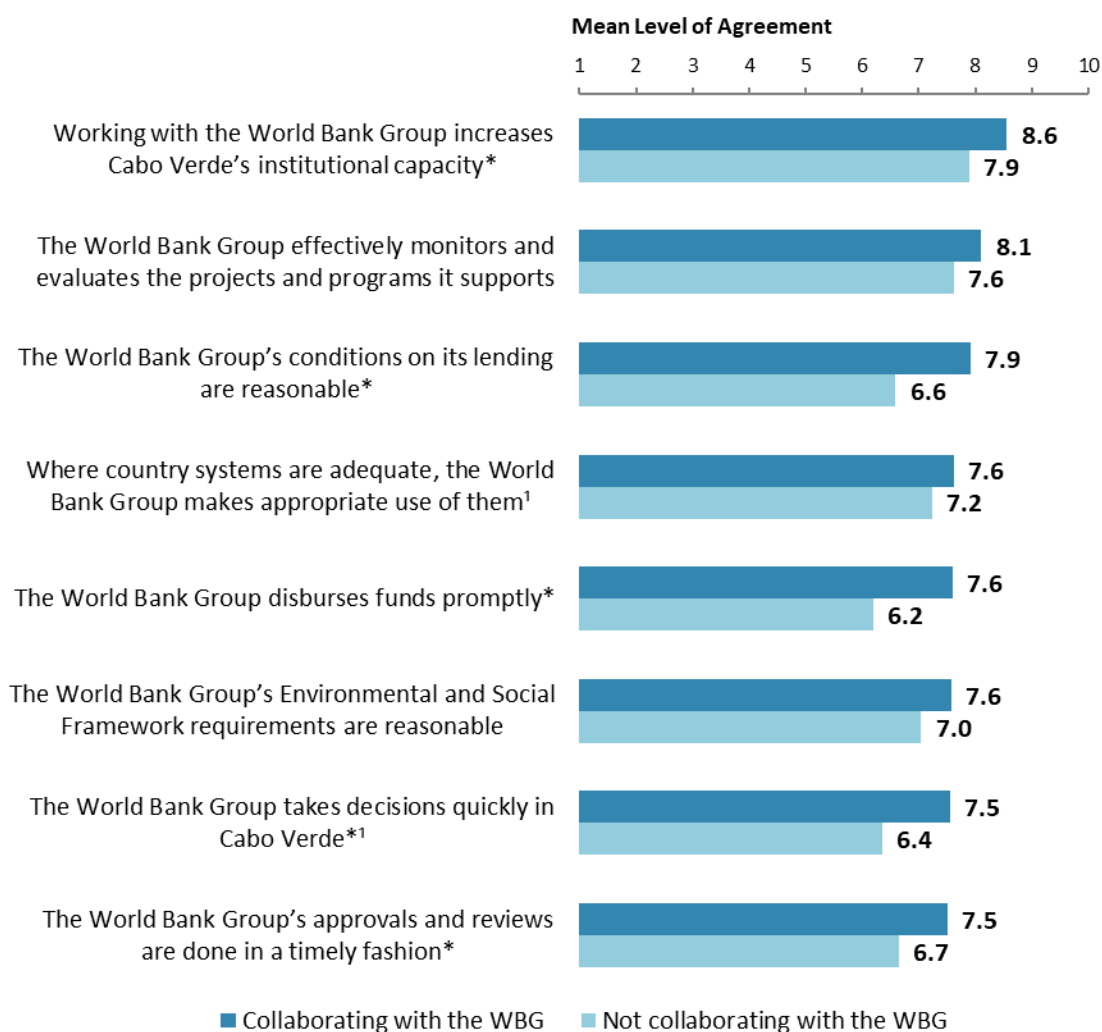 Mean Level of Agreement
1 2 3 4 5 6 7 8 9 10
Working with the World Bank Group increases
Cabo Verde’s institutional capacity*
8.6
7.9
The World Bank Group effectively monitors and
evaluates the projects and programs it supports
8.1
7.6
The World Bank Group’s conditions on its lending
are reasonable*
7.9
6.6
Where country systems are adequate, the World
Bank Group makes appropriate use of them¹
7.6
7.2
The World Bank Group disburses funds promptly*
7.6
6.2
The World Bank Group’s Environmental and Social
Framework requirements are reasonable
7.6
7.0
The World Bank Group takes decisions quickly in
Cabo Verde*¹
7.5
6.4
The World Bank Group’s approvals and reviews
are done in a timely fashion*
7.5
6.7
Collaborating with the WBG Not collaborating with the WBG